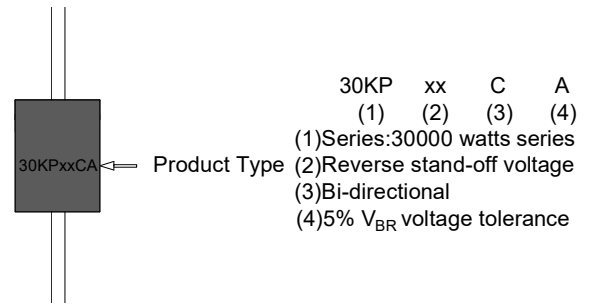 30KP xx C A
(1) (2) (3) (4)
(1)Series:30000 watts series
30KPxxCA Product Type (2)Reverse stand-off voltage
(3)Bi-directional
(4)5% VBR voltage tolerance